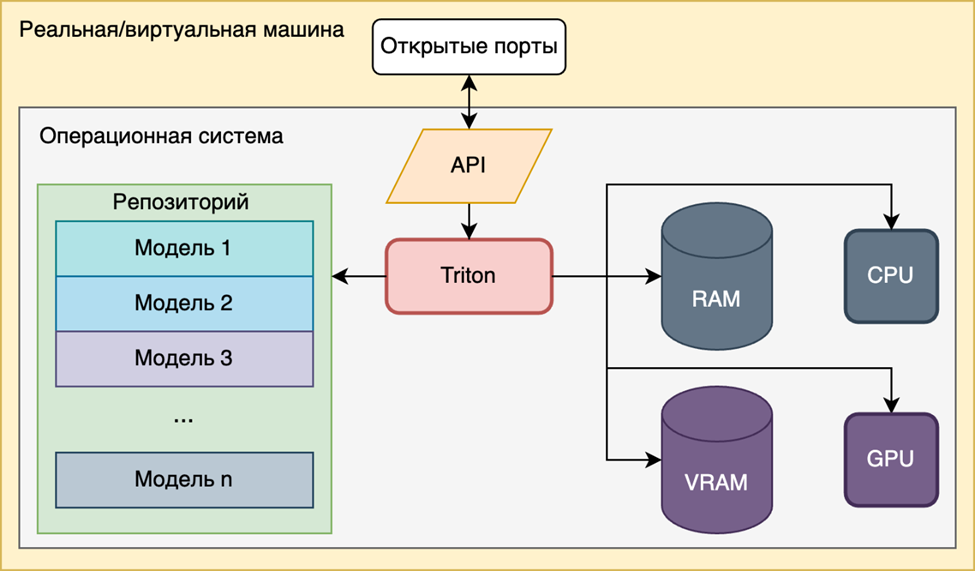 Реальная/виртуальная машина
Открытые порты
Операционная система
API
Репозиторий
Модель 1
Модель 2
Модель 3
...
Модель n
Triton
RAM
CPU
VRAM
GPU